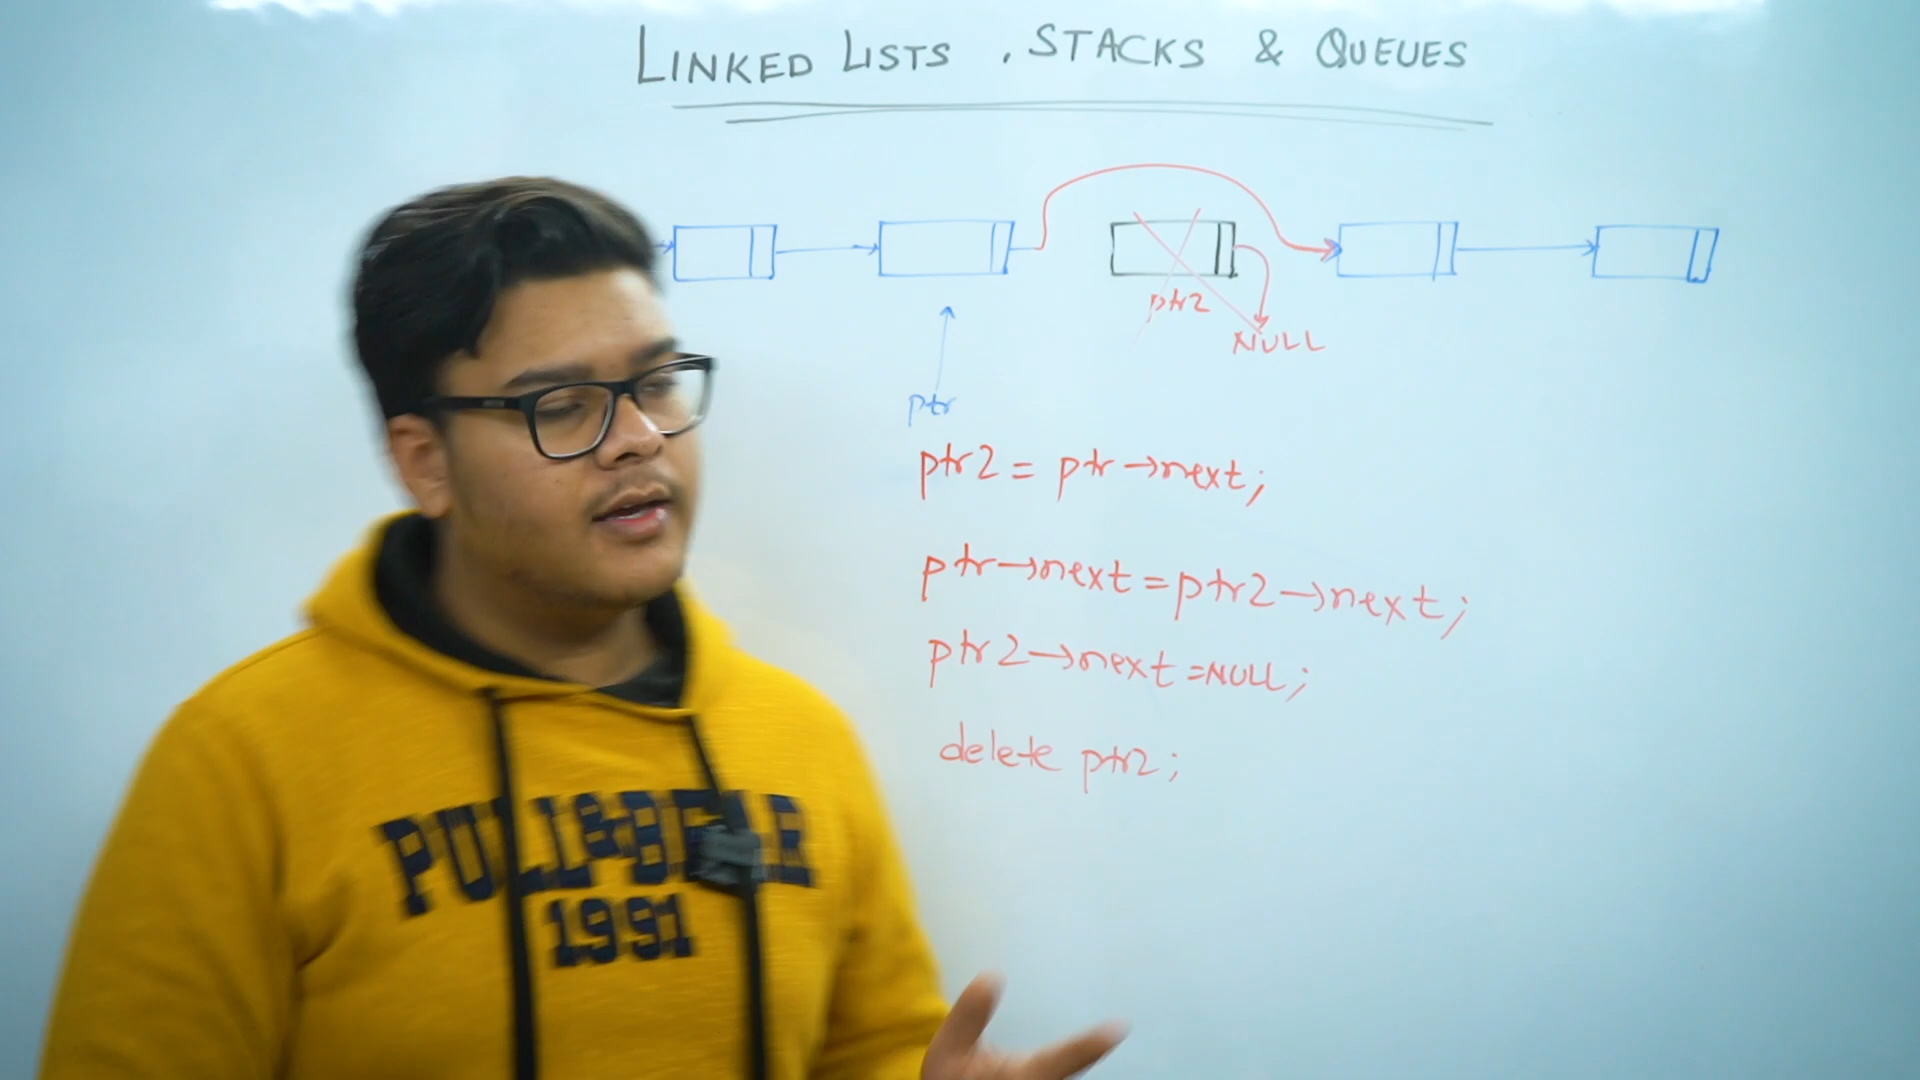 LINKED LISTS, STACKS & QUEUES
ptr2
NULL
ptr
ptr2 = ptr→next;
ptr→next=ptr2→next;
ptr2→next=NULL;
delete ptr2;
PULL&BEAR
1991